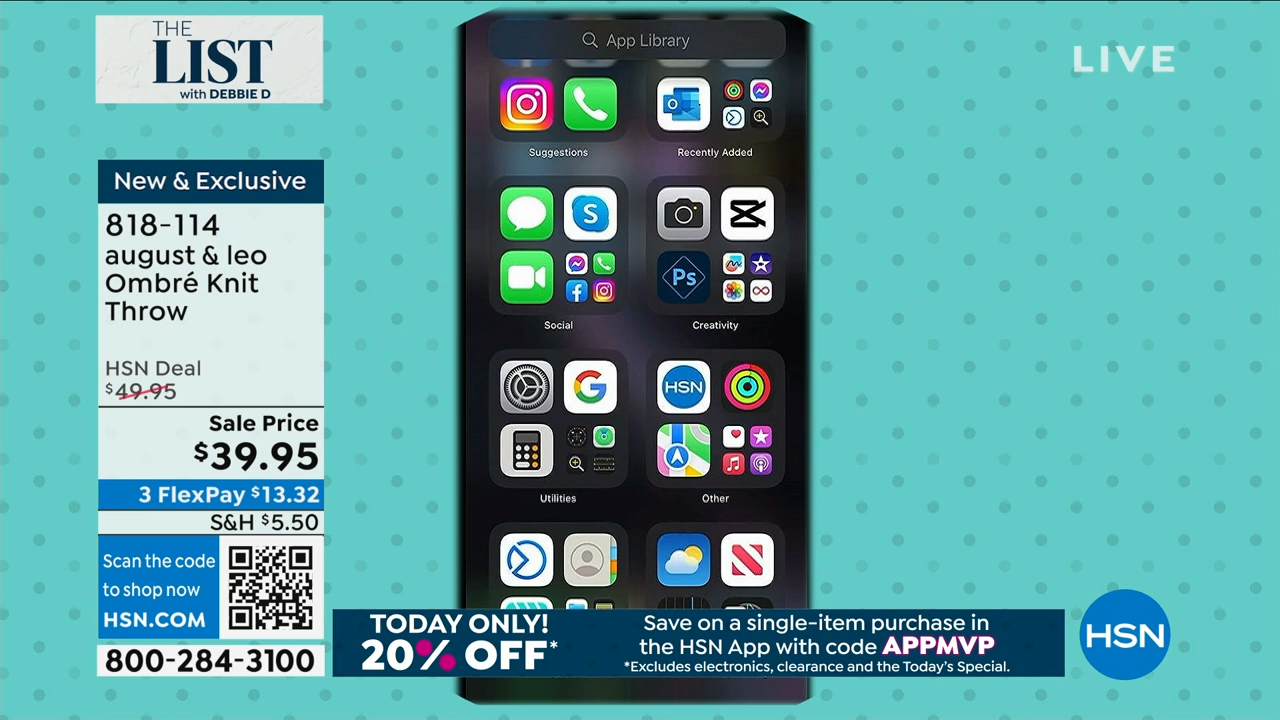 THE
LIST
with DEBBIE D
New & Exclusive
818-114
august & leo
Ombré Knit
Throw
HSN Deal
$49.95
Sale Price
$39.95
3 FlexPay $13.32
S&H $5.50
Scan the code
to shop now
HSN.COM
800-284-3100
App Library
Suggestions
Recently Added
S
Ps
Social
Creativity
G
HSN
Utilities
Other
LIVE
TODAY ONLY!
20% OFF*
Save on a single-item purchase in
the HSN App with code APPMVP
*Excludes electronics, clearance and the Today's Special.
HSN